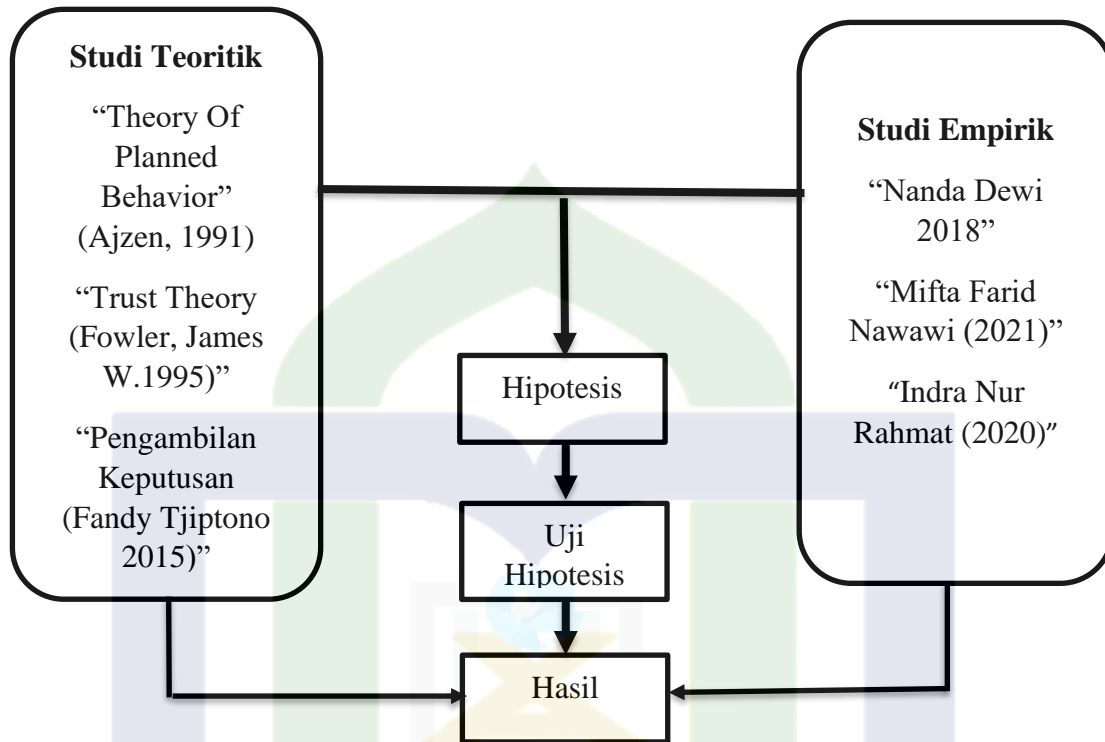 Studi Teoritik
“Theory Of
Planned
Behavior”
(Ajzen, 1991)
“Trust Theory
(Fowler, James
W.1995)”
“Pengambilan
Keputusan
(Fandy Tjiptono
2015)”
Studi Empirik
“Nanda Dewi
2018”
“Mifta Farid
Nawawi (2021)”
“Indra Nur
Rahmat (2020)”
Hipotesis
Uji
Hipotesis
Hasil